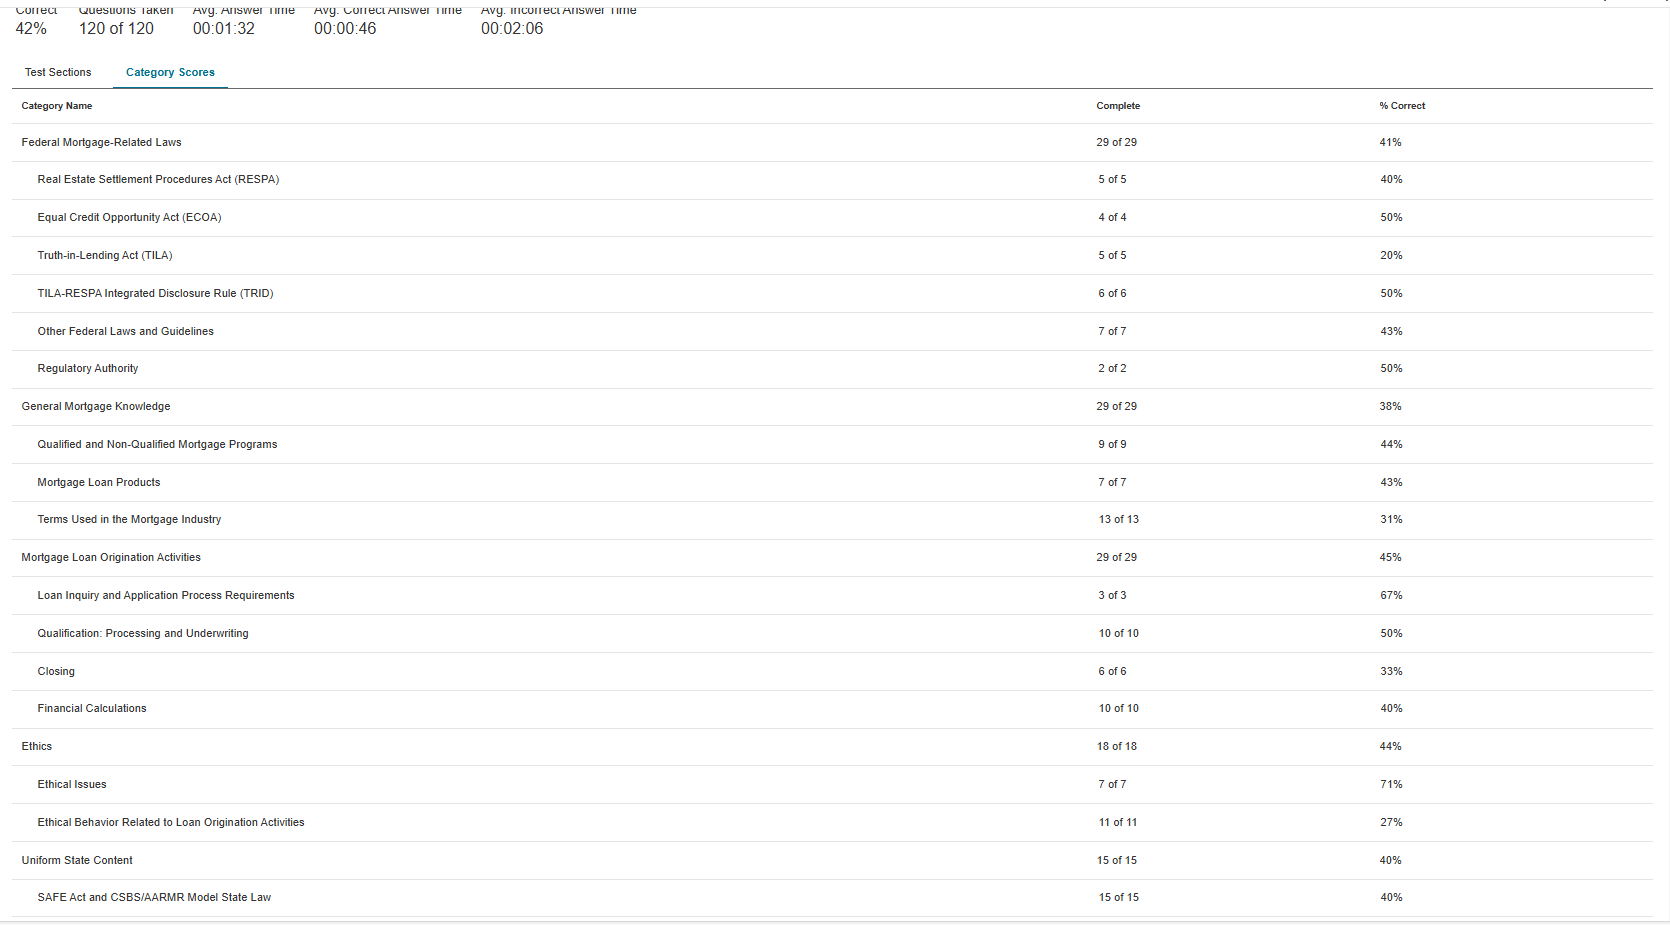 Correct Questions Taken Avg. Answer Time Avg. Correct Answer Time Avg. Incorrect Answer Time
42% 120 of 120 00:01:32 00:00:46 00:02:06
Test Sections Category Scores
Category Name Complete % Correct
Federal Mortgage-Related Laws 29 of 29 41%
Real Estate Settlement Procedures Act (RESPA) 5 of 5 40%
Equal Credit Opportunity Act (ECOA) 4 of 4 50%
Truth-in-Lending Act (TILA) 5 of 5 20%
TILA-RESPA Integrated Disclosure Rule (TRID) 6 of 6 50%
Other Federal Laws and Guidelines 7 of 7 43%
Regulatory Authority 2 of 2 50%
General Mortgage Knowledge 29 of 29 38%
Qualified and Non-Qualified Mortgage Programs 9 of 9 44%
Mortgage Loan Products 7 of 7 43%
Terms Used in the Mortgage Industry 13 of 13 31%
Mortgage Loan Origination Activities 29 of 29 45%
Loan Inquiry and Application Process Requirements 3 of 3 67%
Qualification: Processing and Underwriting 10 of 10 50%
Closing 6 of 6 33%
Financial Calculations 10 of 10 40%
Ethics 18 of 18 44%
Ethical Issues 7 of 7 71%
Ethical Behavior Related to Loan Origination Activities 11 of 11 27%
Uniform State Content 15 of 15 40%
SAFE Act and CSBS/AARMR Model State Law 15 of 15 40%